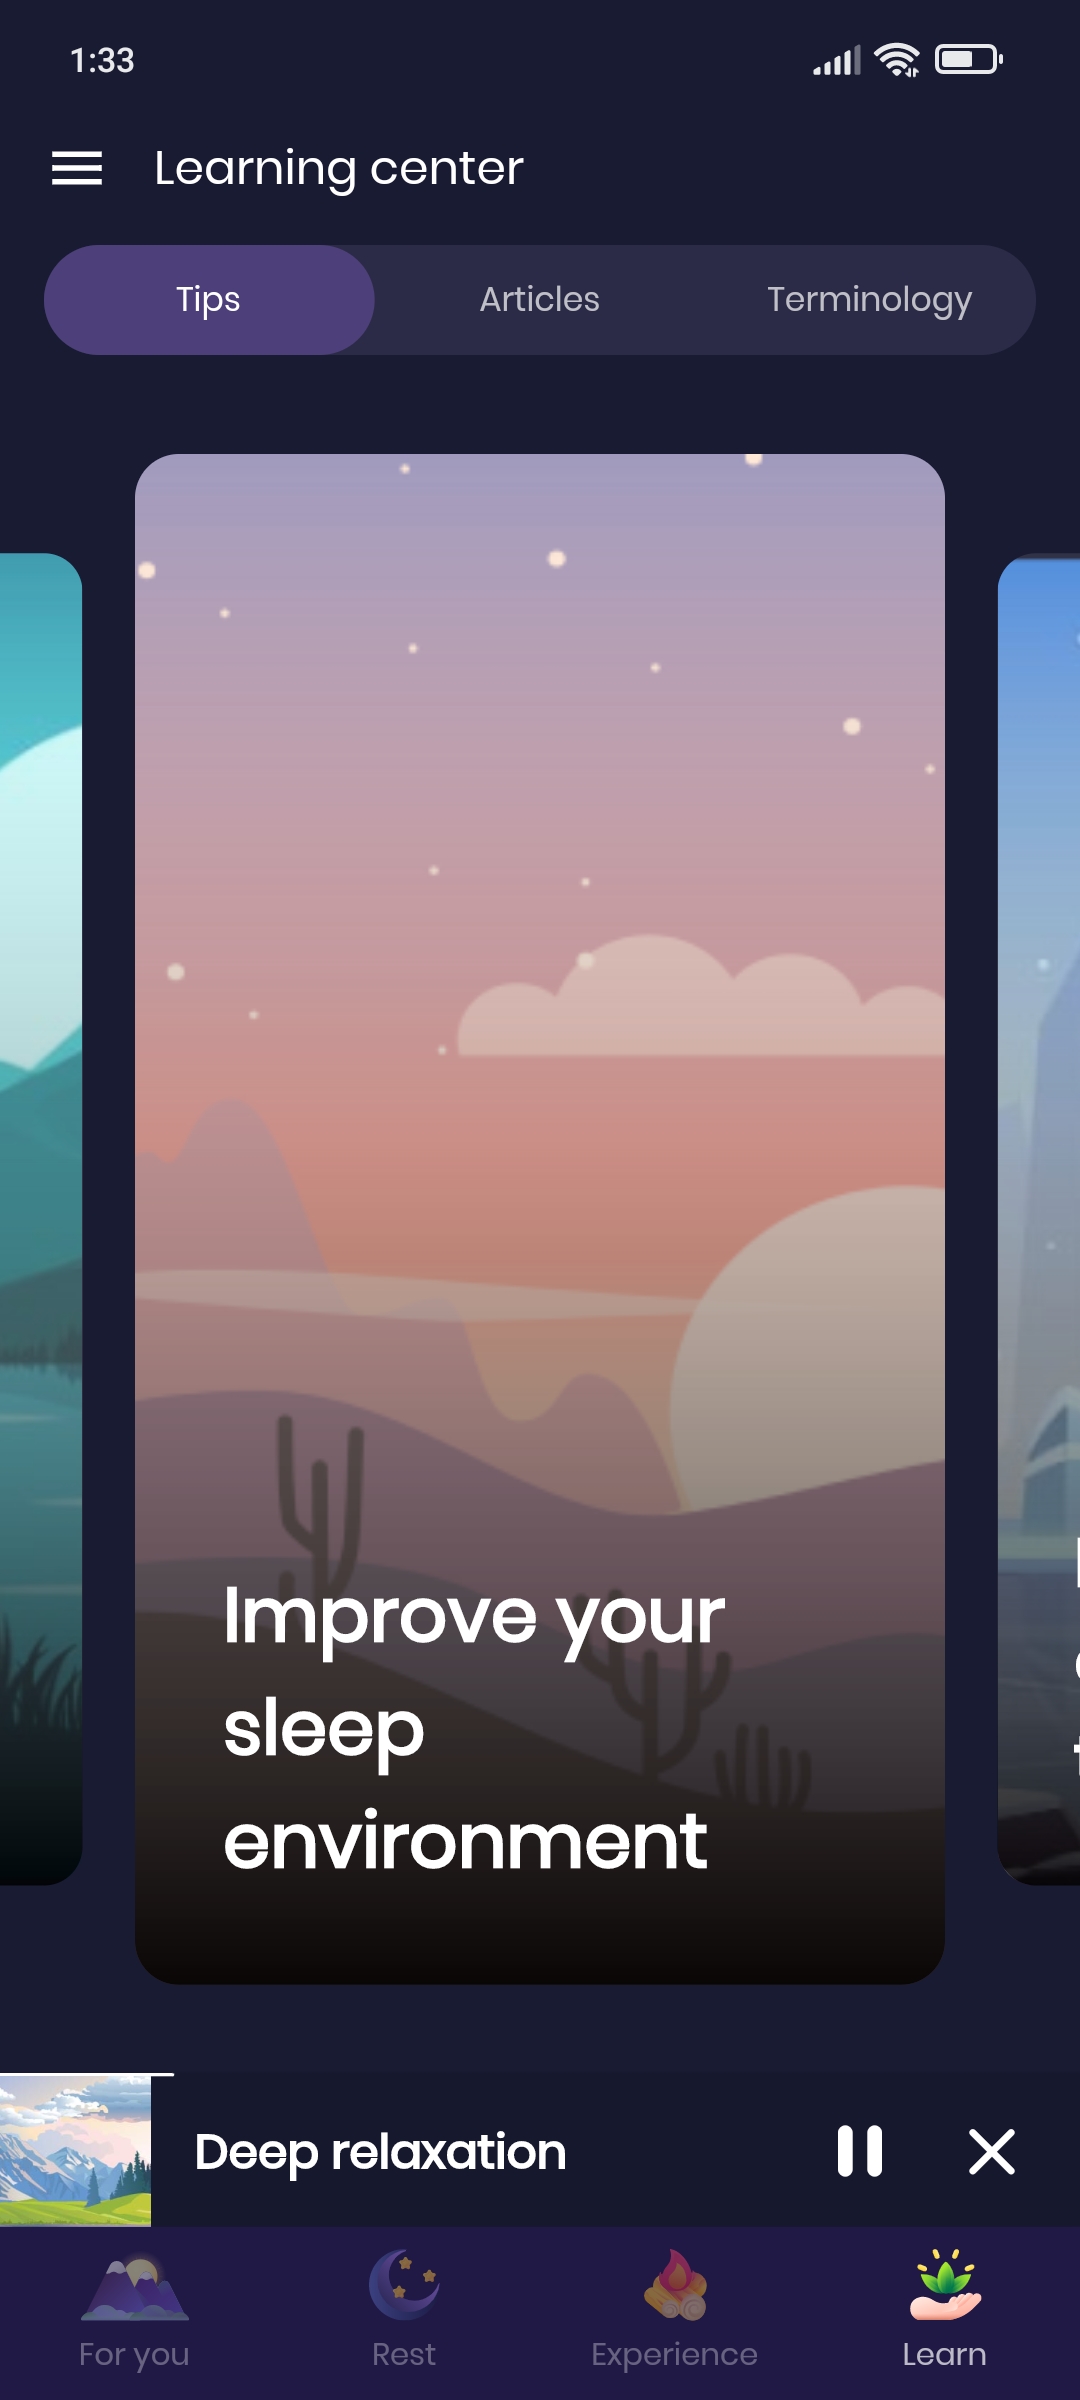 1:33
Learning center
Tips
Articles
Terminology
Improve your
sleep
environment
Deep relaxation
For you
Rest
Experience
Learn